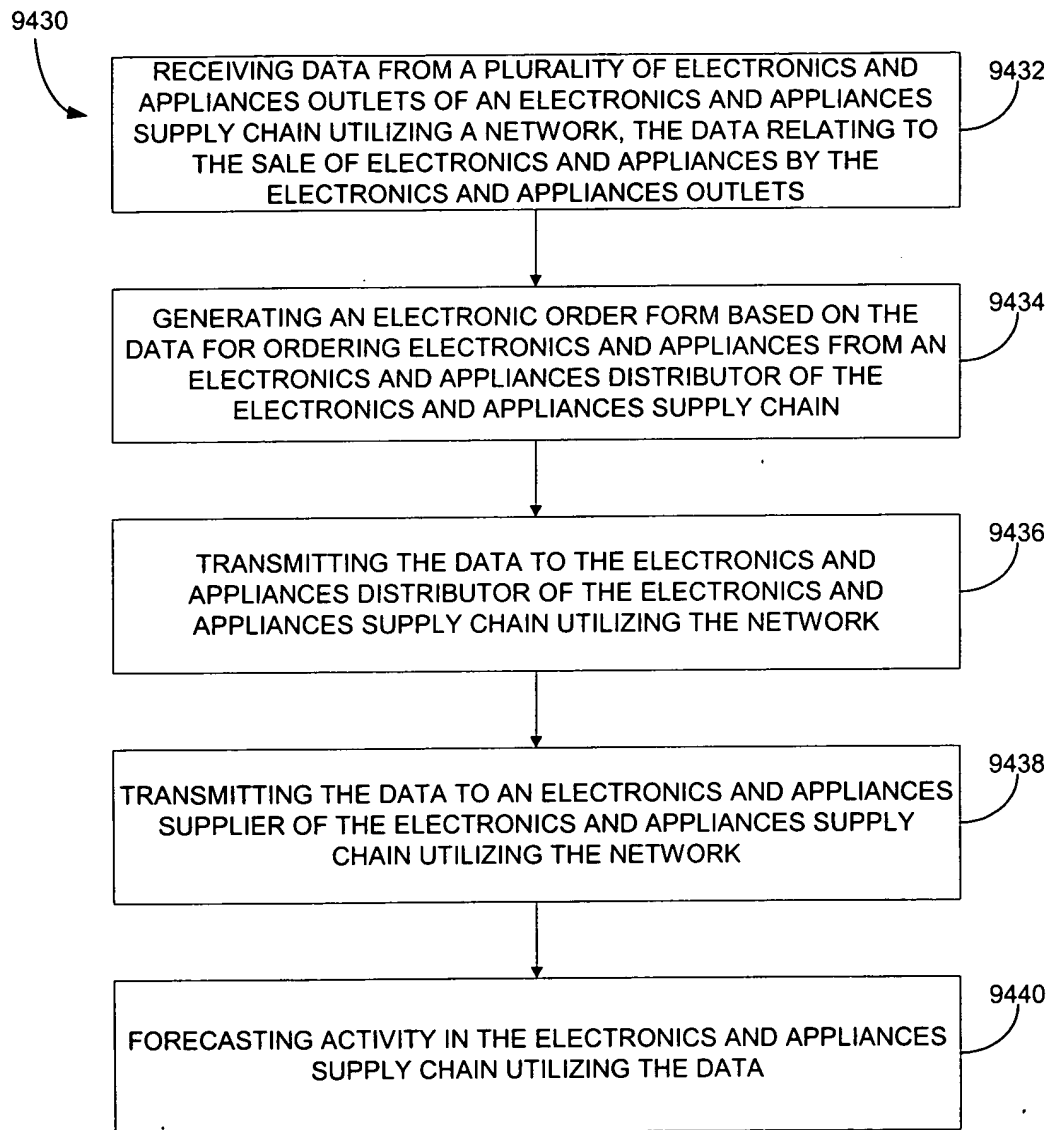 9430
RECEIVING DATA FROM A PLURALITY OF ELECTRONICS AND
APPLIANCES OUTLETS OF AN ELECTRONICS AND APPLIANCES
SUPPLY CHAIN UTILIZING A NETWORK, THE DATA RELATING TO
THE SALE OF ELECTRONICS AND APPLIANCES BY THE
ELECTRONICS AND APPLIANCES OUTLETS
9432
GENERATING AN ELECTRONIC ORDER FORM BASED ON THE
DATA FOR ORDERING ELECTRONICS AND APPLIANCES FROM AN
ELECTRONICS AND APPLIANCES DISTRIBUTOR OF THE
ELECTRONICS AND APPLIANCES SUPPLY CHAIN
9434
TRANSMITTING THE DATA TO THE ELECTRONICS AND
APPLIANCES DISTRIBUTOR OF THE ELECTRONICS AND
APPLIANCES SUPPLY CHAIN UTILIZING THE NETWORK
9436
TRANSMITTING THE DATA TO AN ELECTRONICS AND APPLIANCES
SUPPLIER OF THE ELECTRONICS AND APPLIANCES SUPPLY
CHAIN UTILIZING THE NETWORK
9438
FORECASTING ACTIVITY IN THE ELECTRONICS AND APPLIANCES
SUPPLY CHAIN UTILIZING THE DATA
9440